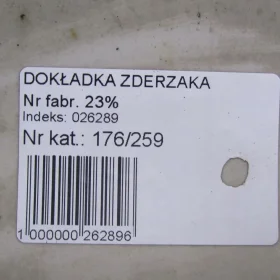 DOKŁADKA ZDERZAKA
Nr fabr. 23%
Indeks: 026289
Nr kat.: 176/259
1 000000 262896